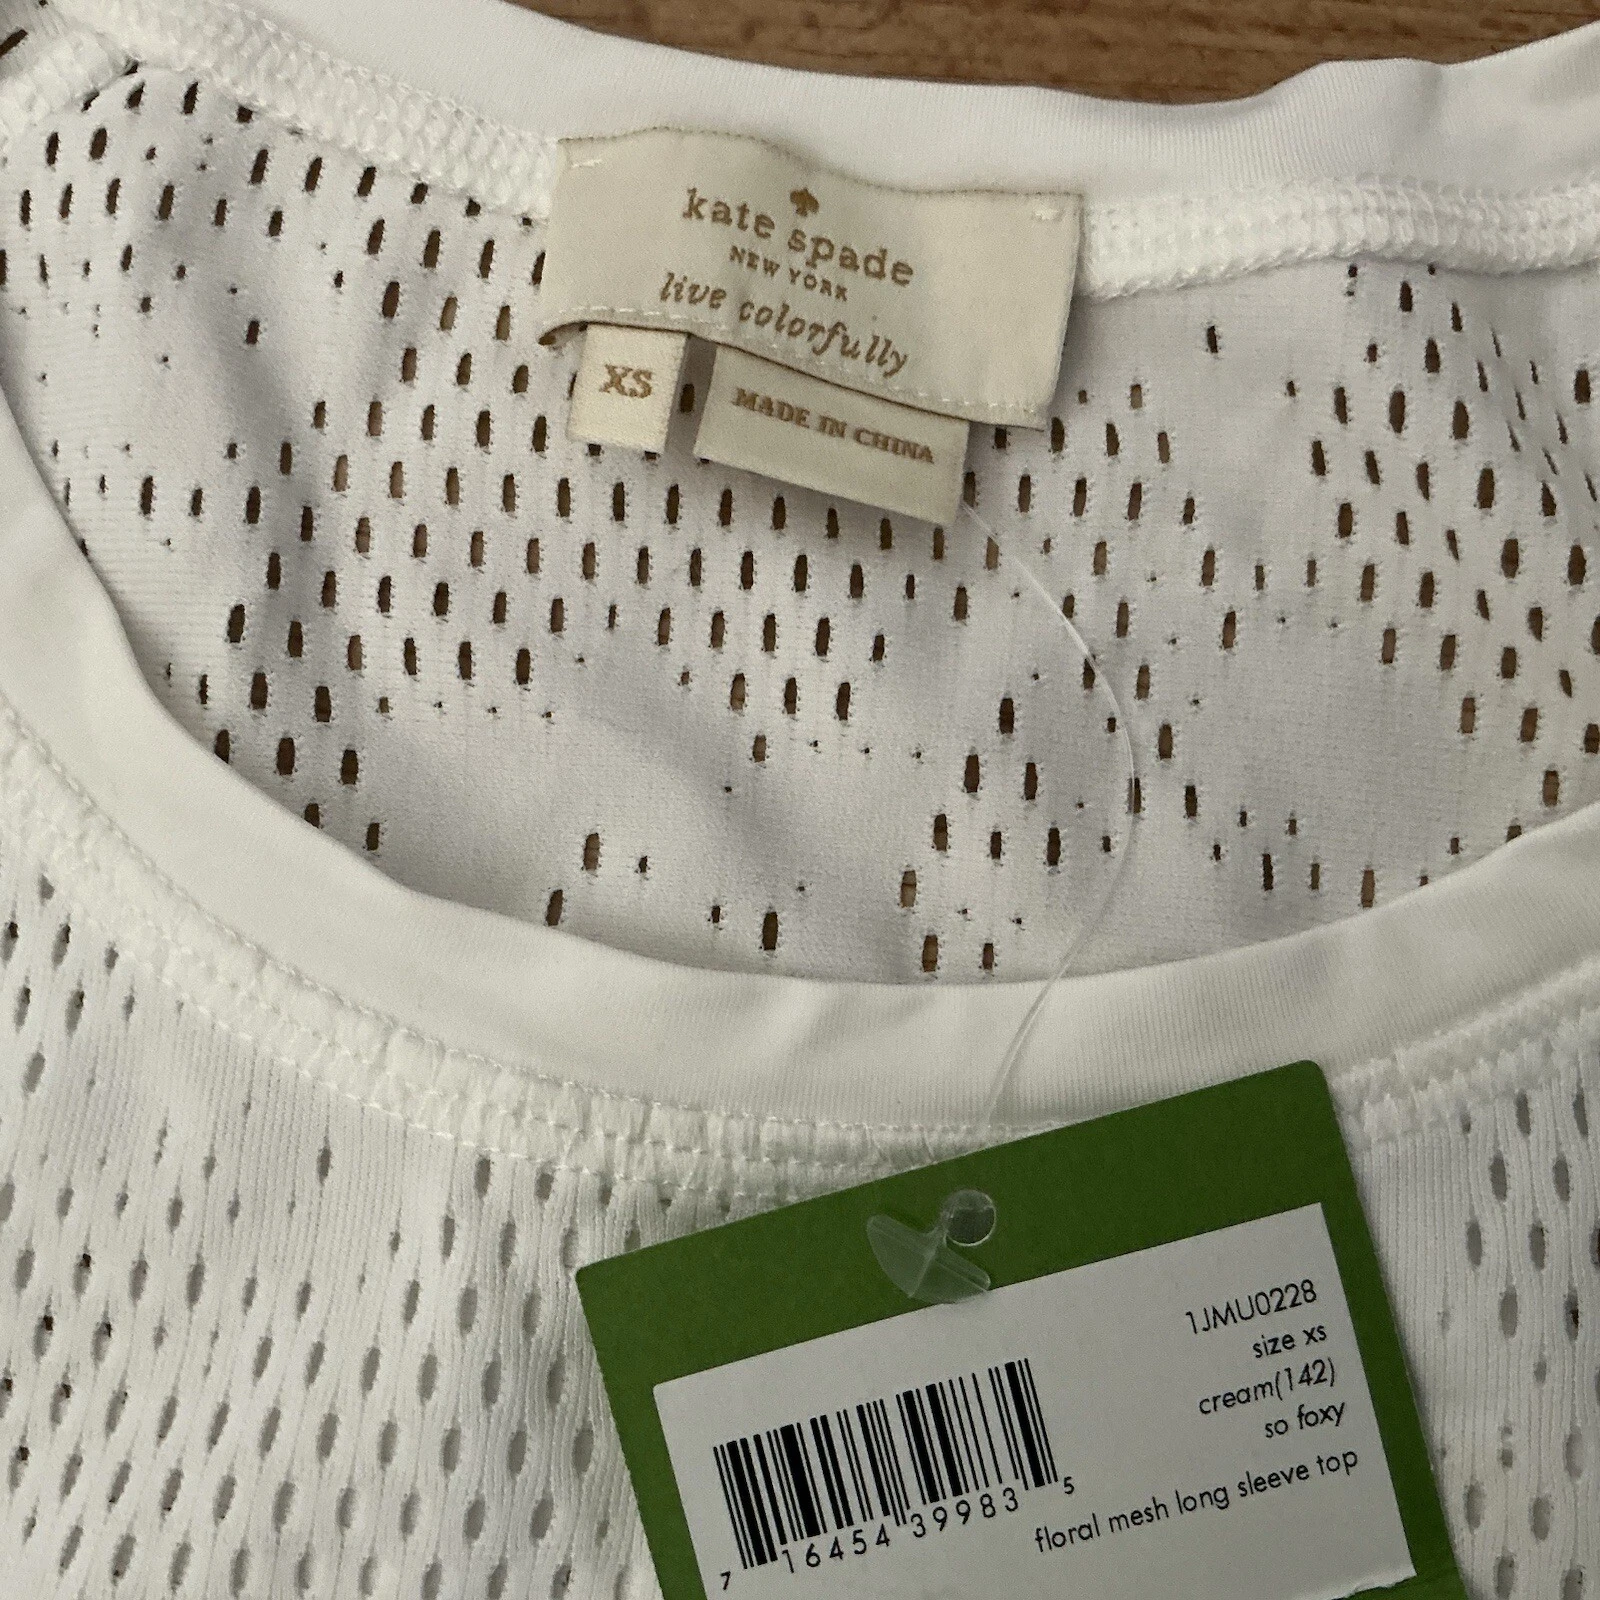 kate spade
NEW YORK
live colorfully
XS
MADE IN CHINA
1JMU0228
size xs
cream(142)
so foxy
floral mesh long sleeve top
7 16454 39983 5